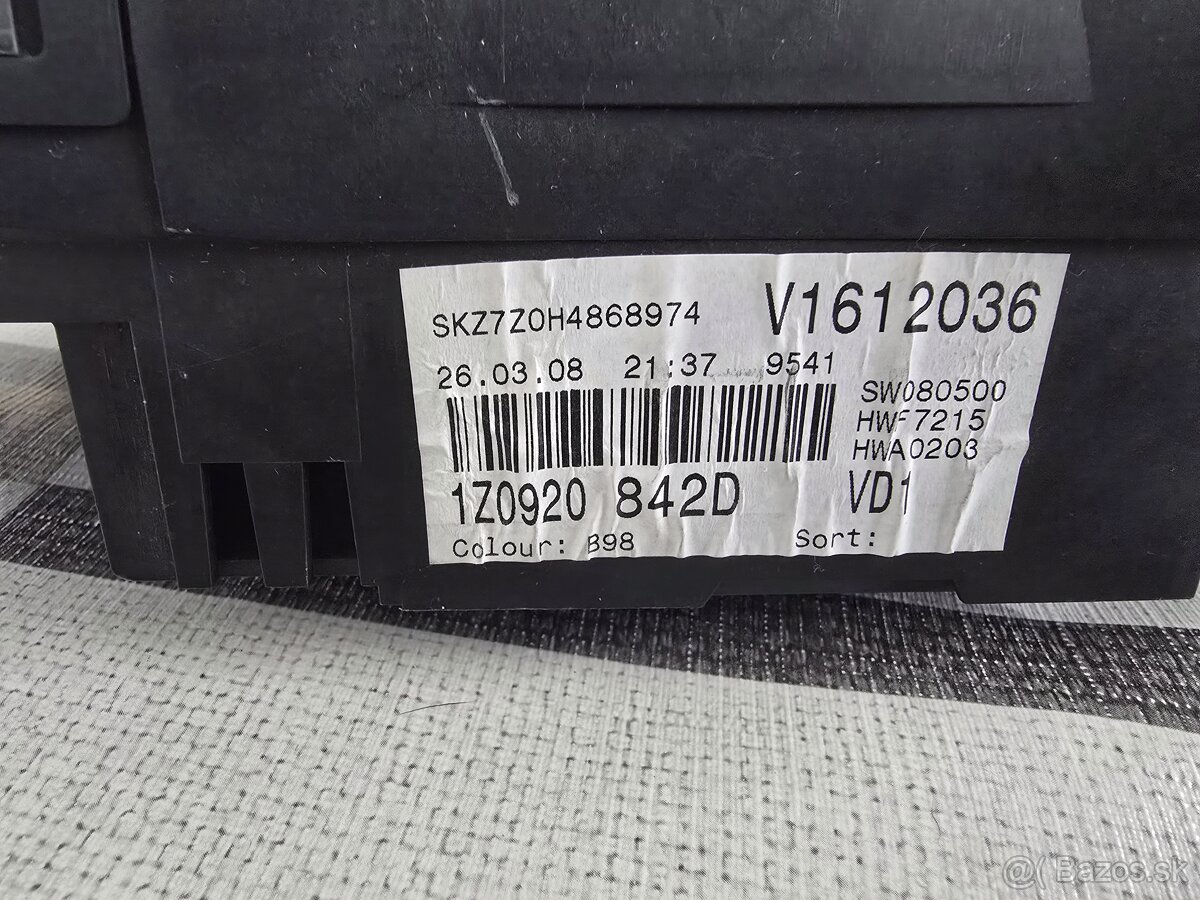 SKZ7Z0H4868974 V1612036
26.03.08 21:37 9541
SW080500
HWF7215
HWA0203
1Z0920 842D VD1
Colour: B98 Sort:
@( Bazos.sk